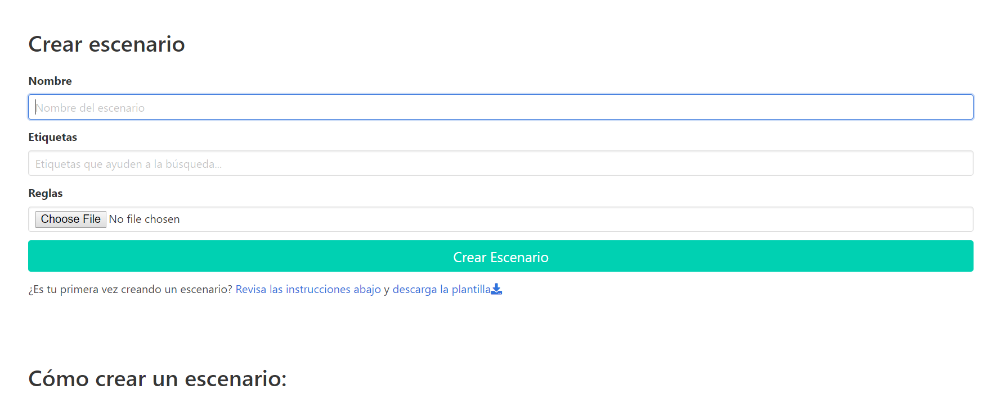 Crear escenario
Nombre
Nombre del escenario
Etiquetas
Etiquetas que ayuden a la búsqueda...
Reglas
Choose File No file chosen
Crear Escenario
¿Es tu primera vez creando un escenario? Revisa las instrucciones abajo y descarga la plantilla
Cómo crear un escenario: